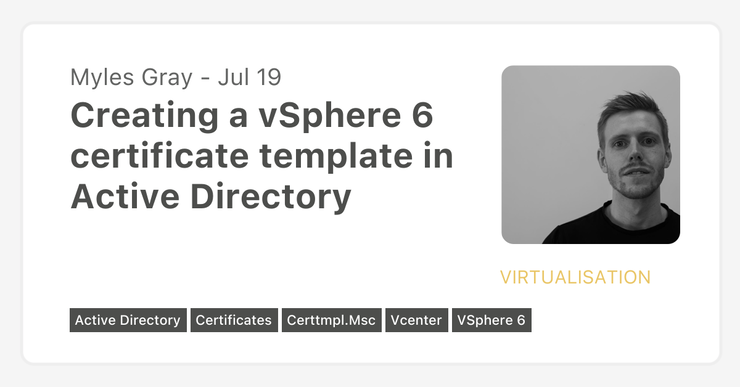 Myles Gray - Jul 19
Creating a vSphere 6
certificate template in
Active Directory
VIRTUALISATION
Active Directory Certificates Certtmpl.Msc Vcenter VSphere 6